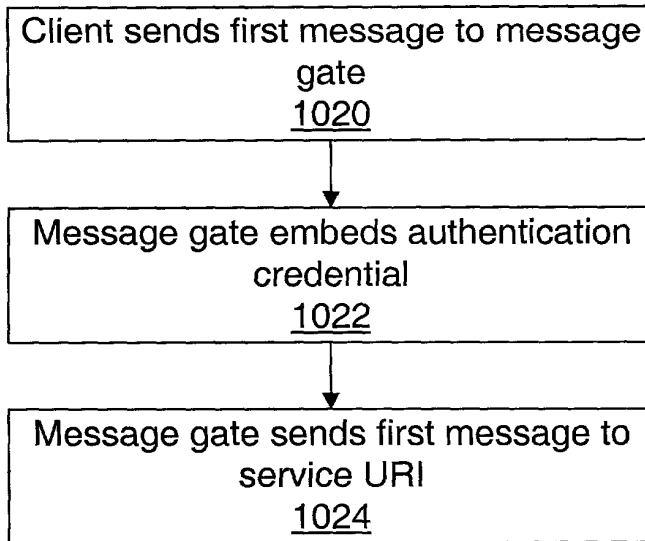 Client sends first message to message
gate
1020
Message gate embeds authentication
credential
1022
Message gate sends first message to
service URI
1024